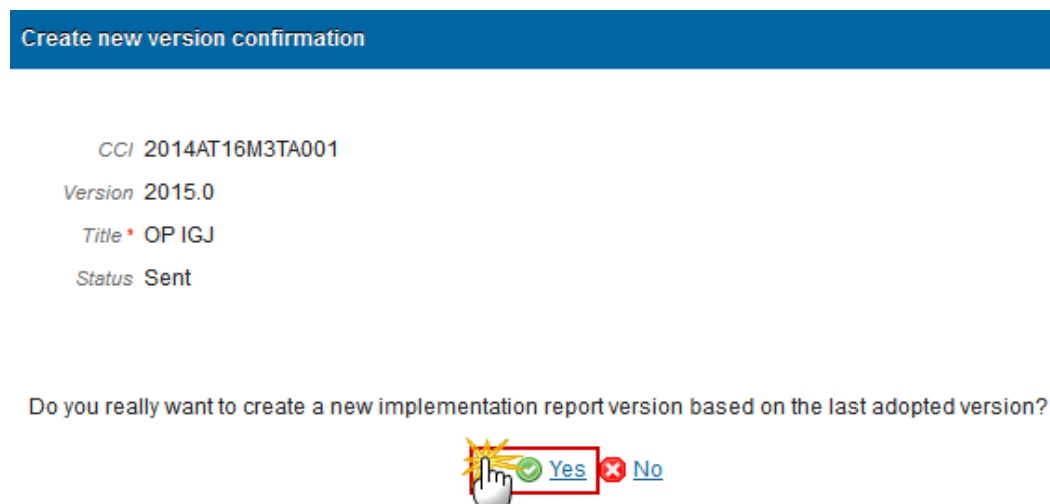 Create new version confirmation
CCI 2014AT16M3TA001
Version 2015.0
Title * OP IGJ
Status Sent
Do you really want to create a new implementation report version based on the last adopted version?
Yes No